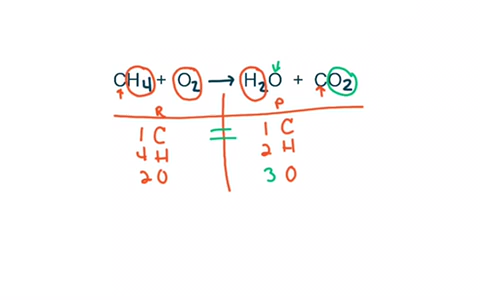 CH₄ + O₂ → H₂O + CO₂
R P
1 C = 1 C
4 H 2 H
2 O 3 O